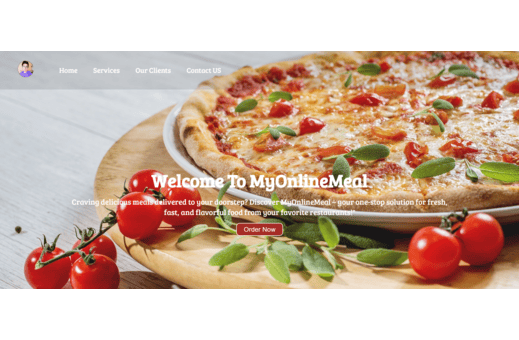 Home Services Our Clients Contact US
Welcome To MyOnlineMeal
Craving delicious meals delivered to your doorstep? Discover MyOnlineMeal – your one-stop solution for fresh,
fast, and flavorful food from your favorite restaurants!"
Order Now